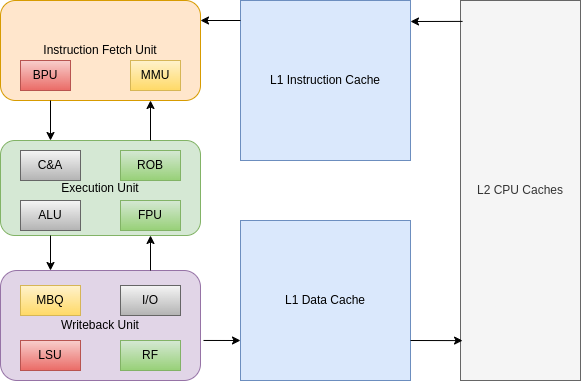 Instruction Fetch Unit
BPU
MMU
L1 Instruction Cache
C&A
ROB
Execution Unit
ALU
FPU
L2 CPU Caches
MBQ
I/O
L1 Data Cache
Writeback Unit
LSU
RF